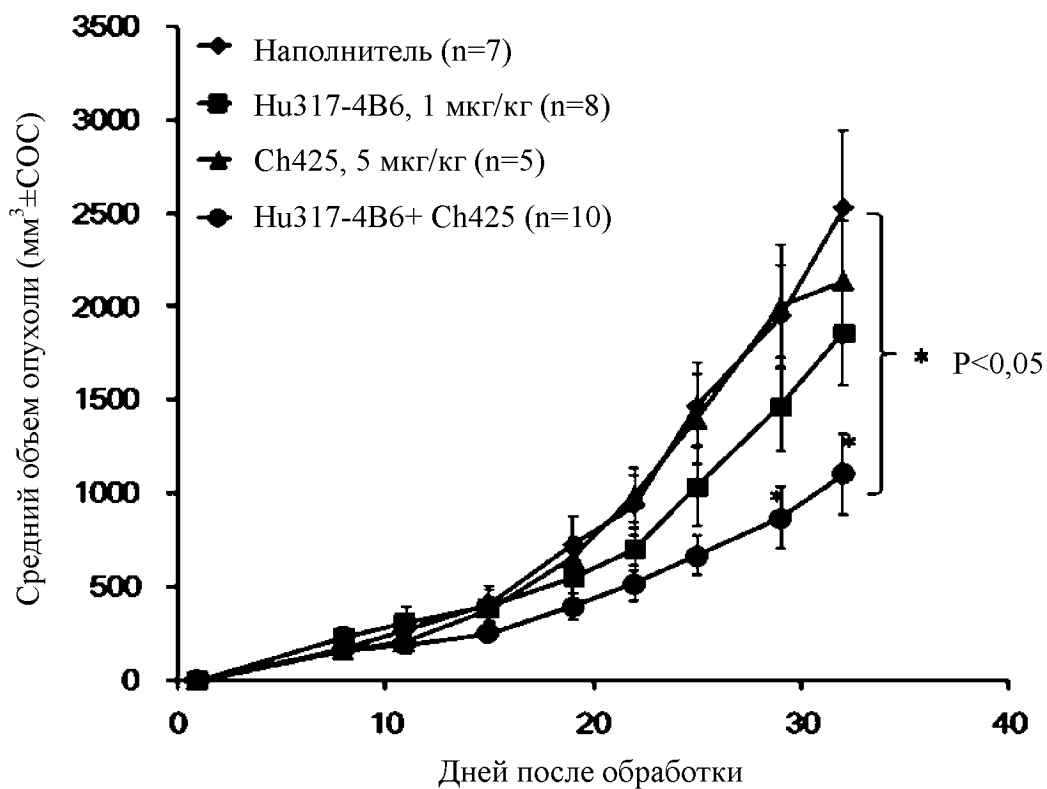 3500
3000
2500
2000
1500
1000
500
0
Средний объем опухоли (мм³±СОС)
Наполнитель (n=7)
Hu317-4B6, 1 мкг/кг (n=8)
Ch425, 5 мкг/кг (n=5)
Hu317-4B6+ Ch425 (n=10)
* P<0,05
*
*
0 10 20 30 40
Дней после обработки